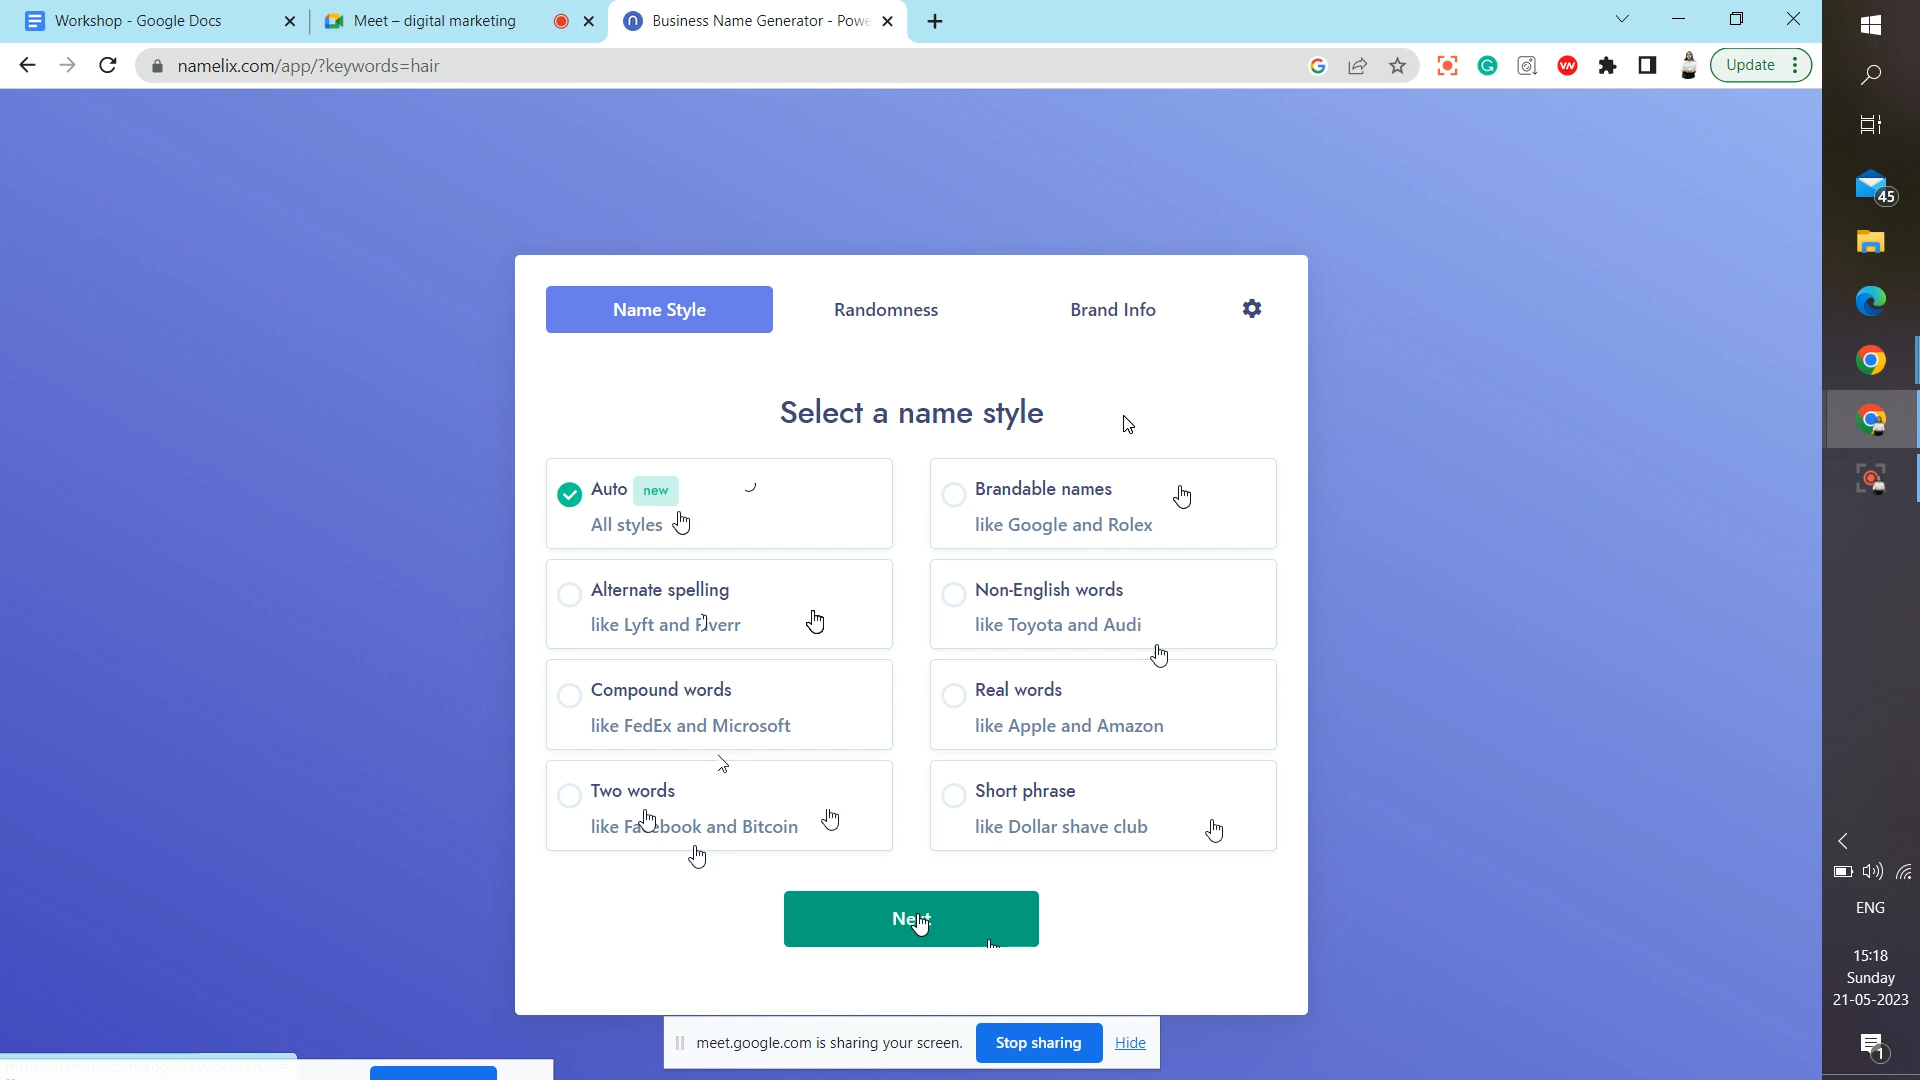 Workshop - Google Docs
Meet – digital marketing
Business Name Generator - Powe
namelix.com/app/?keywords=hair
Update
45
Name Style
Randomness
Brand Info
Select a name style
Auto new
All styles
Brandable names
like Google and Rolex
Alternate spelling
like Lyft and Fiverr
Non-English words
like Toyota and Audi
Compound words
like FedEx and Microsoft
Real words
like Apple and Amazon
Two words
like Facebook and Bitcoin
Short phrase
like Dollar shave club
Next
meet.google.com is sharing your screen.
Stop sharing
Hide
ENG
15:18
Sunday
21-05-2023
1